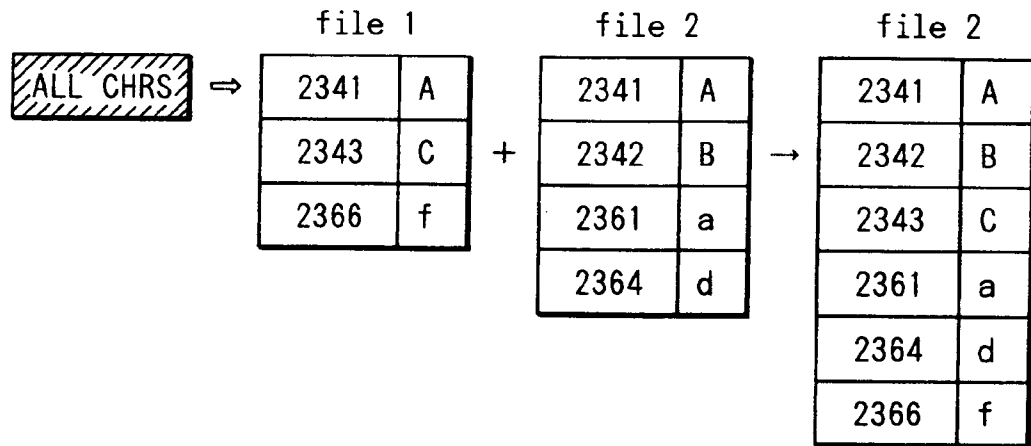 file 1 file 2 file 2
ALL CHRS ⇒ 2341 A 2341 A 2341 A
2343 C + 2342 B → 2342 B
2366 f 2361 a 2343 C
2364 d 2361 a
2364 d
2366 f